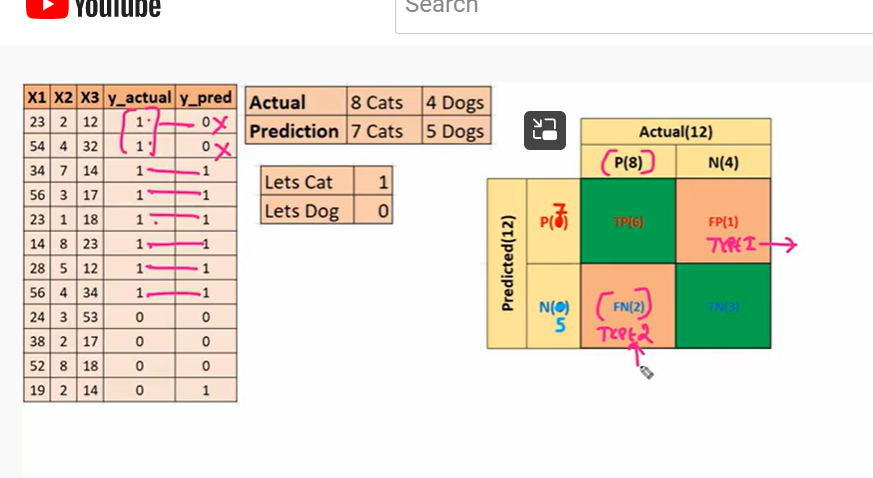 YouTube
Search
X1 X2 X3 y_actual y_pred
23 2 12 1 0 X
54 4 32 1 0 X
34 7 14 1 1
56 3 17 1 1
23 1 18 1 1
14 8 23 1 1
28 5 12 1 1
56 4 34 1 1
24 3 53 0 0
38 2 17 0 0
52 8 18 0 0
19 2 14 0 1
Actual 8 Cats 4 Dogs
Prediction 7 Cats 5 Dogs
Lets Cat 1
Lets Dog 0
Actual(12)
P(8) N(4)
Predicted(12)
7
P( ) TP(6) FP(1)
TYPE I
N( ) FN(2) TN(3)
5 TYPE 2